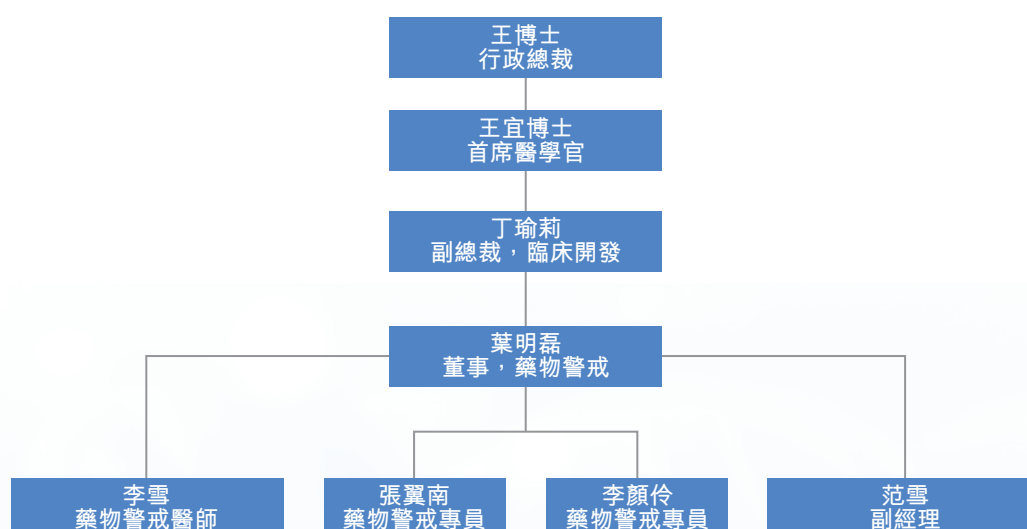 王博士
行政總裁
王宜博士
首席醫學官
丁瑜莉
副總裁，臨床開發
葉明磊
董事，藥物警戒
李雪
藥物警戒醫師
張翼南
藥物警戒專員
李顏伶
藥物警戒專員
范雪
副經理